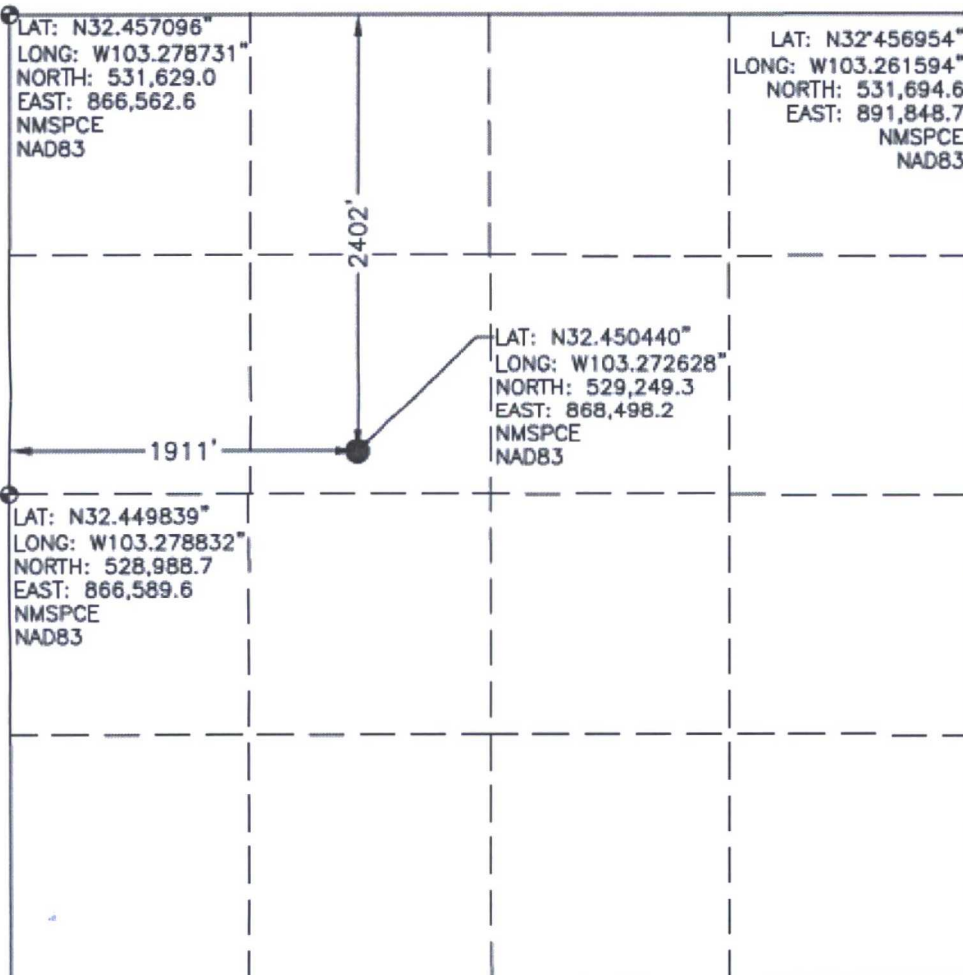 LAT: N32.457096"
LONG: W103.278731"
NORTH: 531,629.0
EAST: 866,562.6
NMSPCE
NAD83
LAT: N32°456954"
LONG: W103.261594"
NORTH: 531,694.6
EAST: 891,848.7
NMSPCE
NAD83
2402'
LAT: N32.450440"
LONG: W103.272628"
NORTH: 529,249.3
EAST: 868,498.2
NMSPCE
NAD83
1911'
LAT: N32.449839"
LONG: W103.278832"
NORTH: 528,988.7
EAST: 866,589.6
NMSPCE
NAD83